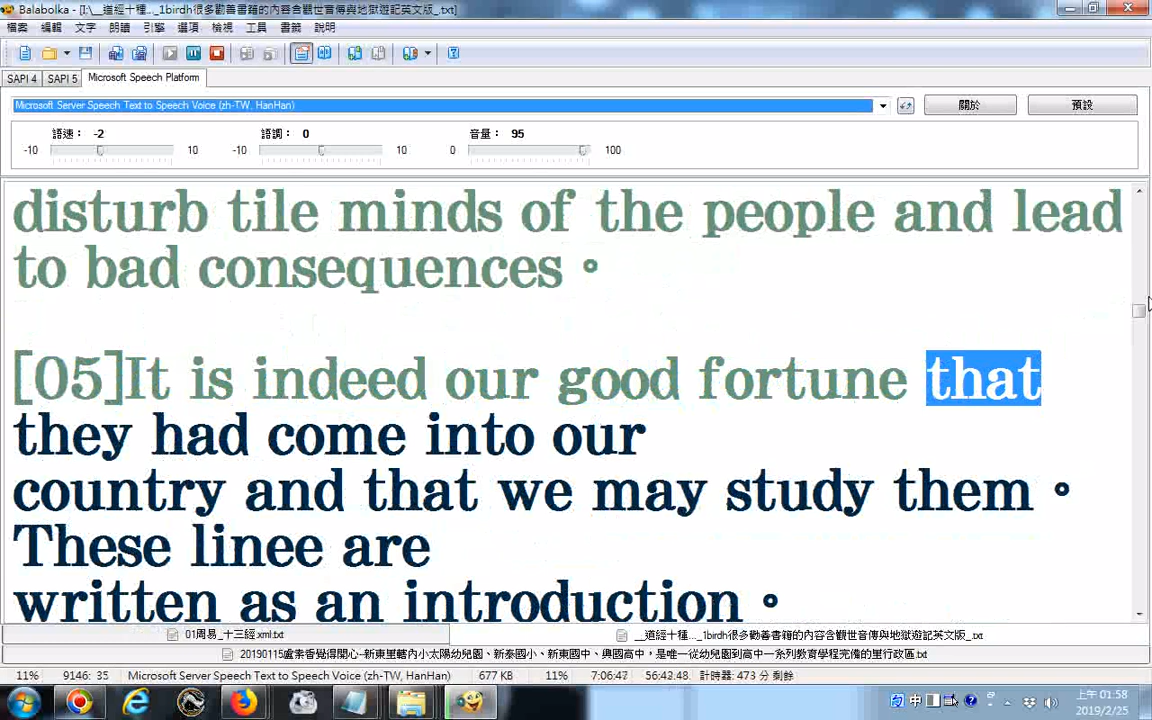 Balabolka - [I:\__道經十種..._1birdh很多勸善書籍的內容含觀世音傳與地獄遊記英文版_.txt]
檔案 編輯 文字 朗讀 引擎 選項 檢視 工具 書籤 說明
SAPI 4 SAPI 5 Microsoft Speech Platform
Microsoft Server Speech Text to Speech Voice (zh-TW, HanHan)
關於 預設
語速： -2 語調： 0 音量： 95
-10 10 -10 10 0 100
disturb tile minds of the people and lead
to bad consequences。
[05]It is indeed our good fortune that
they had come into our
country and that we may study them。
These linee are
written as an introduction。
01周易_十三經.xml.txt __道經十種..._1birdh很多勸善書籍的內容含觀世音傳與地獄遊記英文版_.txt
20190115盧素香覺得開心-新東里轄內小太陽幼兒園、新泰國小、新東國中、興國高中，是唯一從幼兒園到高中一系列教育學程完備的里行政區.txt
11% 9146: 35 Microsoft Server Speech Text to Speech Voice (zh-TW, HanHan) 677 KB 11% 7:06:47 56:42:48 計時器: 473 分 剩餘
中
上午 01:58
2019/2/25